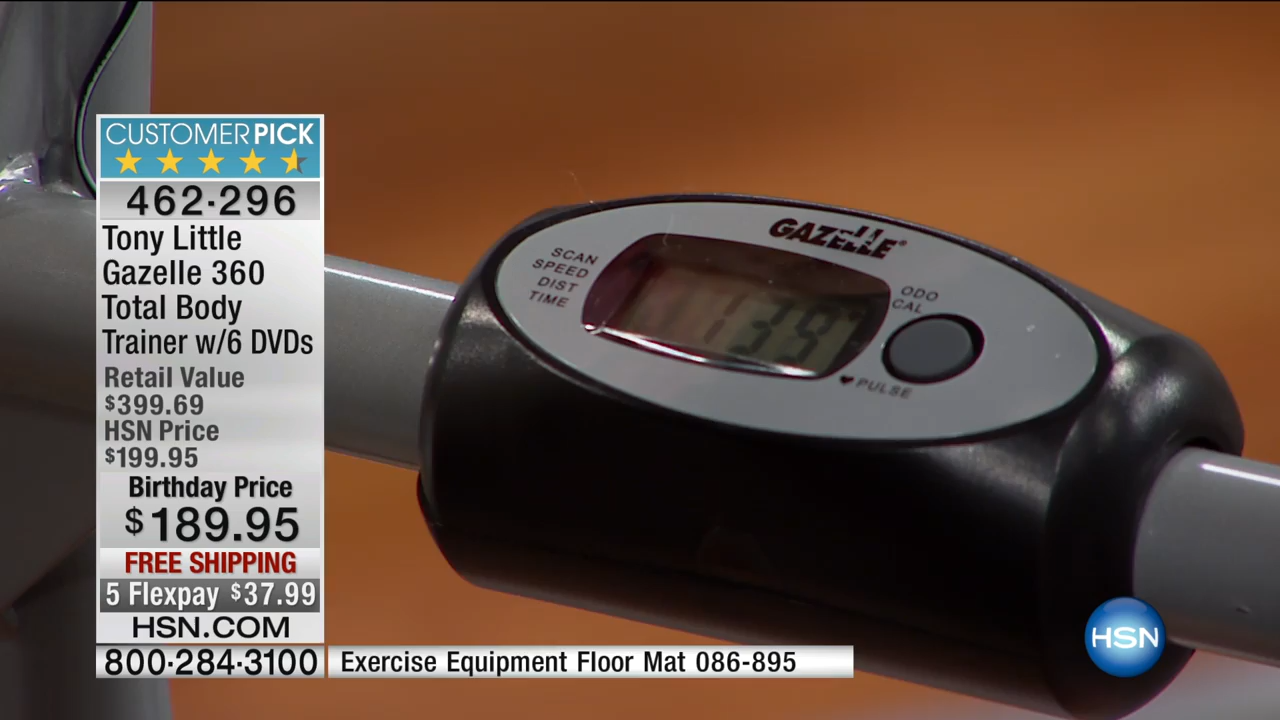 CUSTOMERPICK
462·296
Tony Little
Gazelle 360
Total Body
Trainer w/6 DVDs
Retail Value
$399.69
HSN Price
$199.95
Birthday Price
$189.95
FREE SHIPPING
5 Flexpay $37.99
HSN.COM
800·284·3100
Exercise Equipment Floor Mat 086-895
GAZELLE®
SCAN
SPEED
DIST
TIME
ODO
CAL
♥ PULSE
HSN